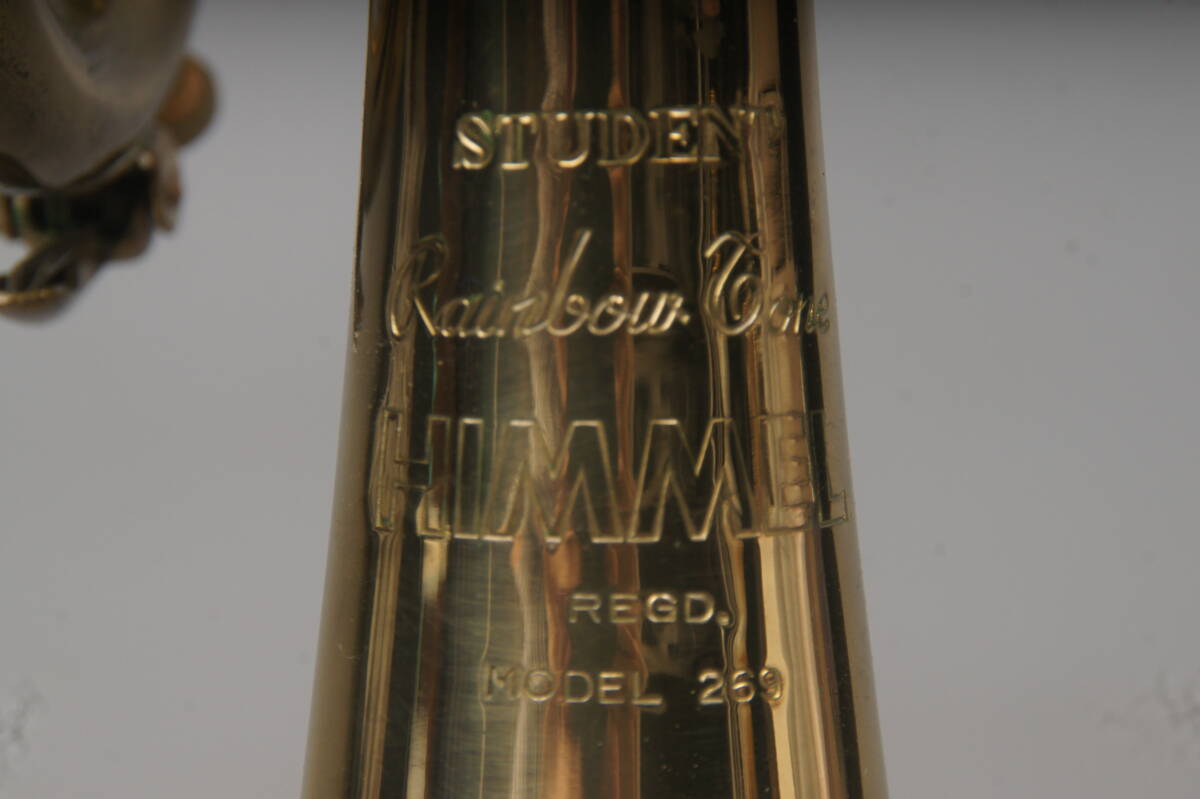 STUDENT
Rainbow Tone
HIMMEL
REGD.
MODEL 269